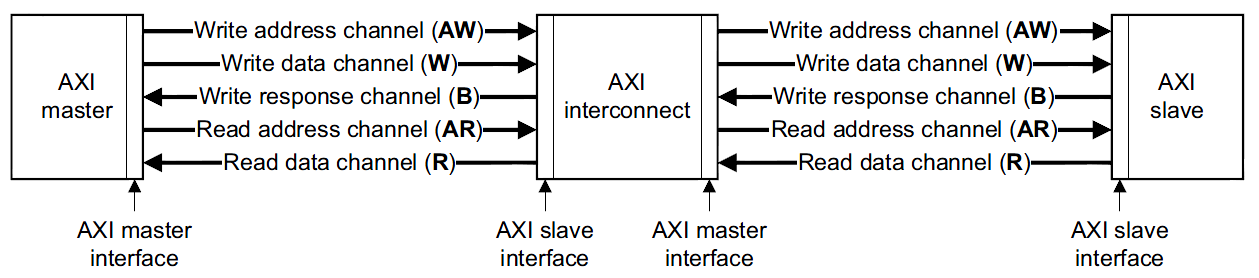 AXI
master
Write address channel (AW)
Write data channel (W)
Write response channel (B)
Read address channel (AR)
Read data channel (R)
AXI
interconnect
Write address channel (AW)
Write data channel (W)
Write response channel (B)
Read address channel (AR)
Read data channel (R)
AXI
slave
AXI master
interface
AXI slave
interface
AXI master
interface
AXI slave
interface